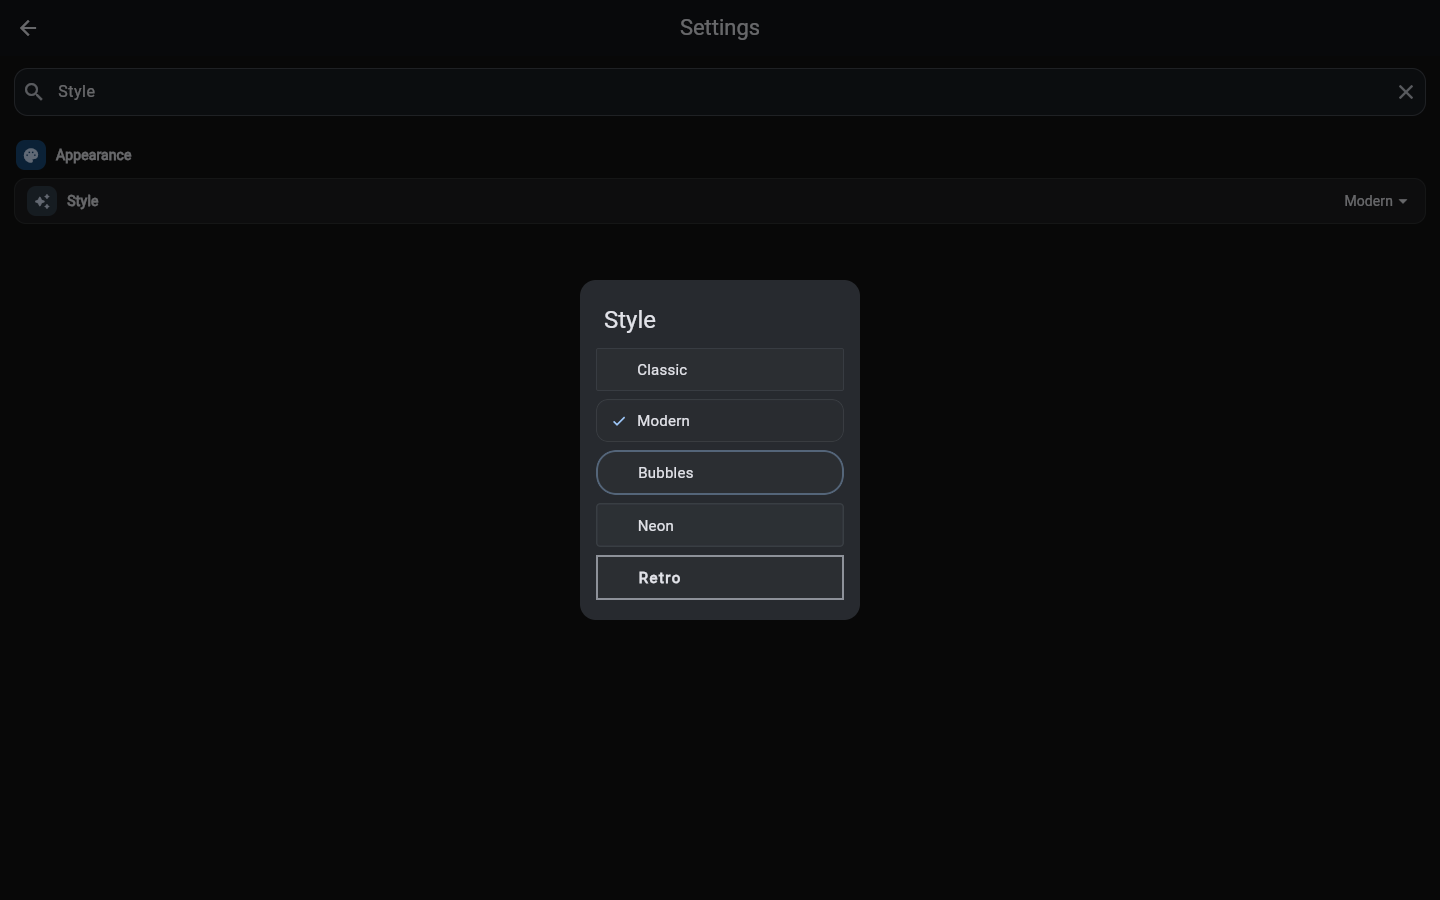 Settings
Style
Appearance
Style
Modern
Style
Classic
Modern
Bubbles
Neon
Retro